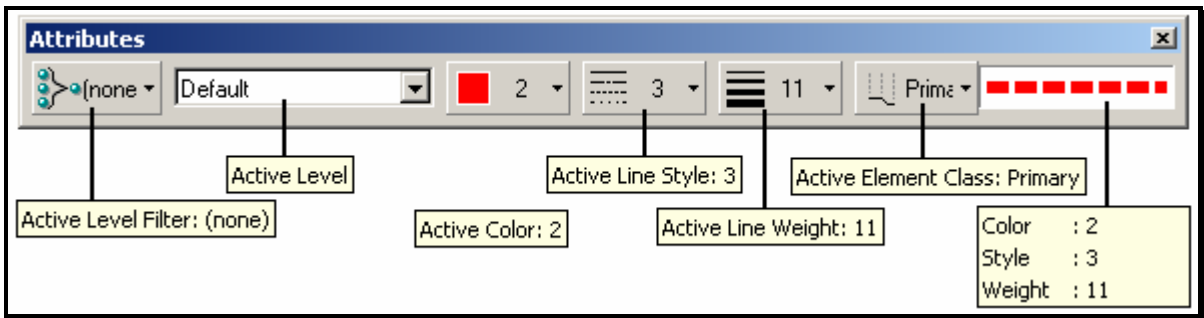 Attributes
(none Default 2 3 11 Prima
Active Level Active Line Style: 3 Active Element Class: Primary
Active Level Filter: (none) Active Color: 2 Active Line Weight: 11
Color : 2
Style : 3
Weight : 11